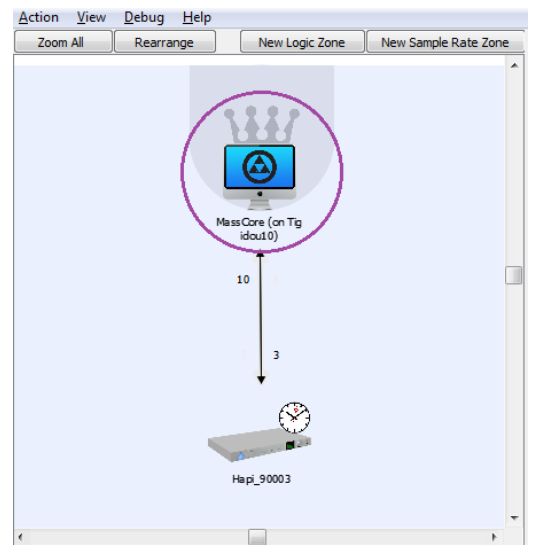 Action View Debug Help
Zoom All Rearrange New Logic Zone New Sample Rate Zone
MassCore (on Tig
idou10)
10
3
Hapi_90003